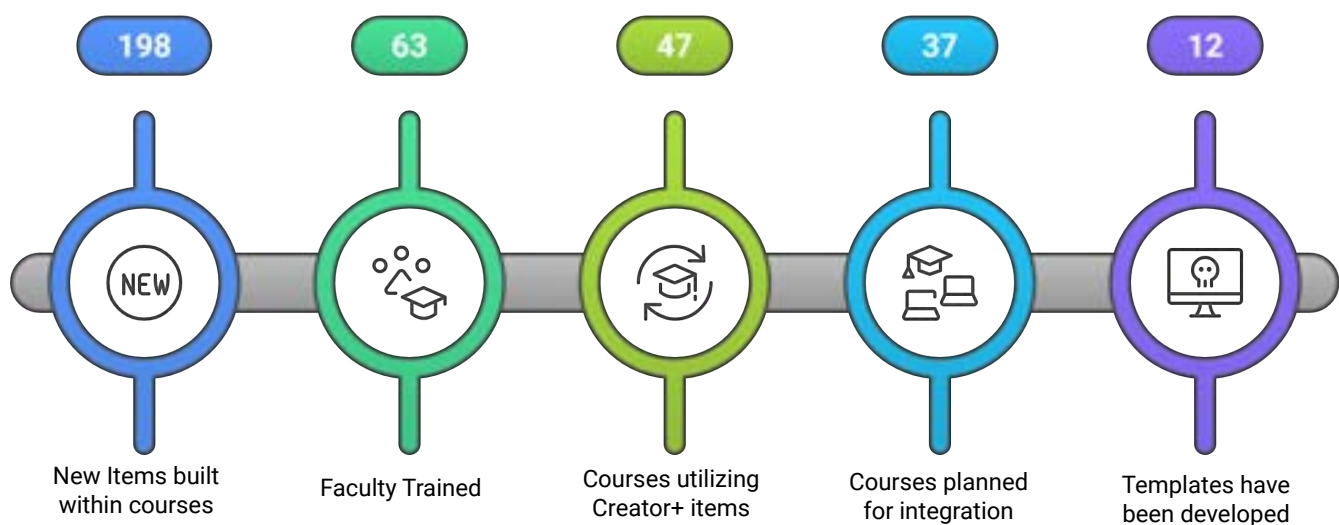 198
63
47
37
12
NEW
New Items built
within courses
Faculty Trained
Courses utilizing
Creator+ items
Courses planned
for integration
Templates have
been developed